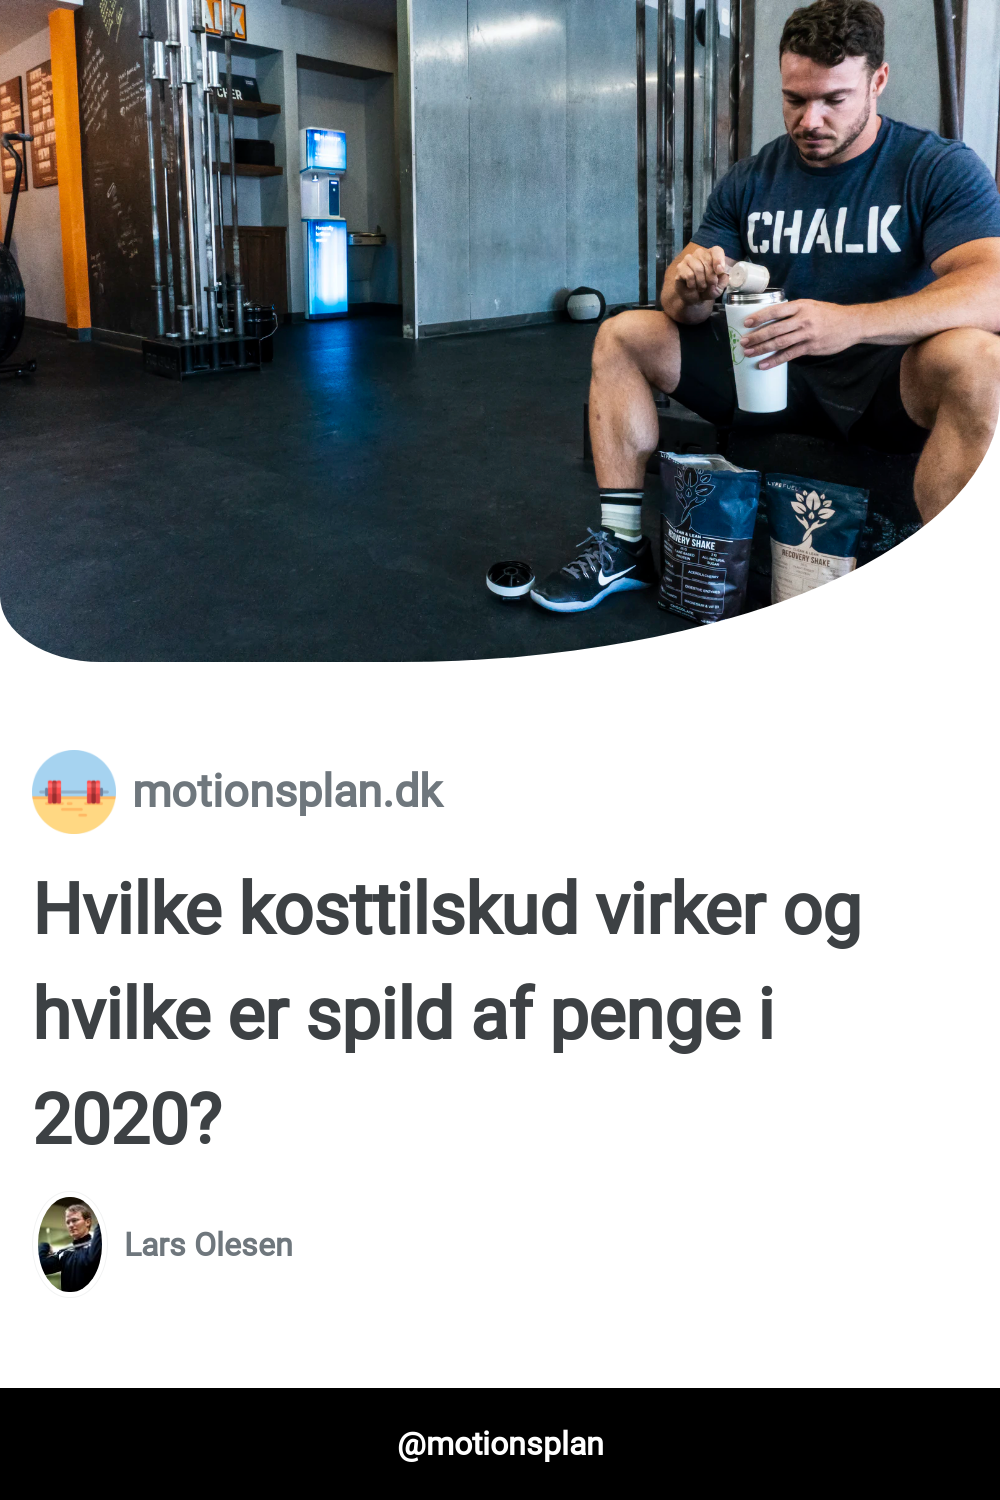 CHALK
LYFEFUEL
RECOVERY SHAKE
RECOVERY SHAKE
motionsplan.dk
Hvilke kosttilskud virker og
hvilke er spild af penge i
2020?
Lars Olesen
@motionsplan